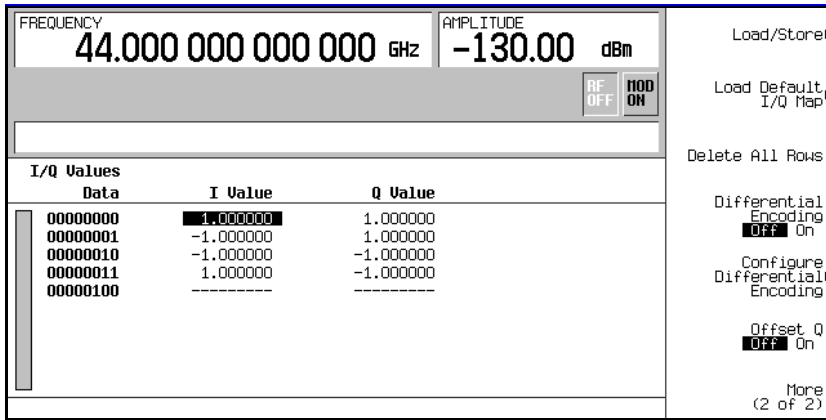 FREQUENCY
44.000 000 000 000 GHz
AMPLITUDE
-130.00 dBm
RF OFF
MOD ON
I/Q Values
Data I Value Q Value
00000000 1.000000 1.000000
00000001 -1.000000 1.000000
00000010 -1.000000 -1.000000
00000011 1.000000 -1.000000
00000100 --------- ---------
Load/Store
Load Default
I/Q Map
Delete All Rows
Differential
Encoding
Off On
Configure
Differential
Encoding
Offset Q
Off On
More
(2 of 2)